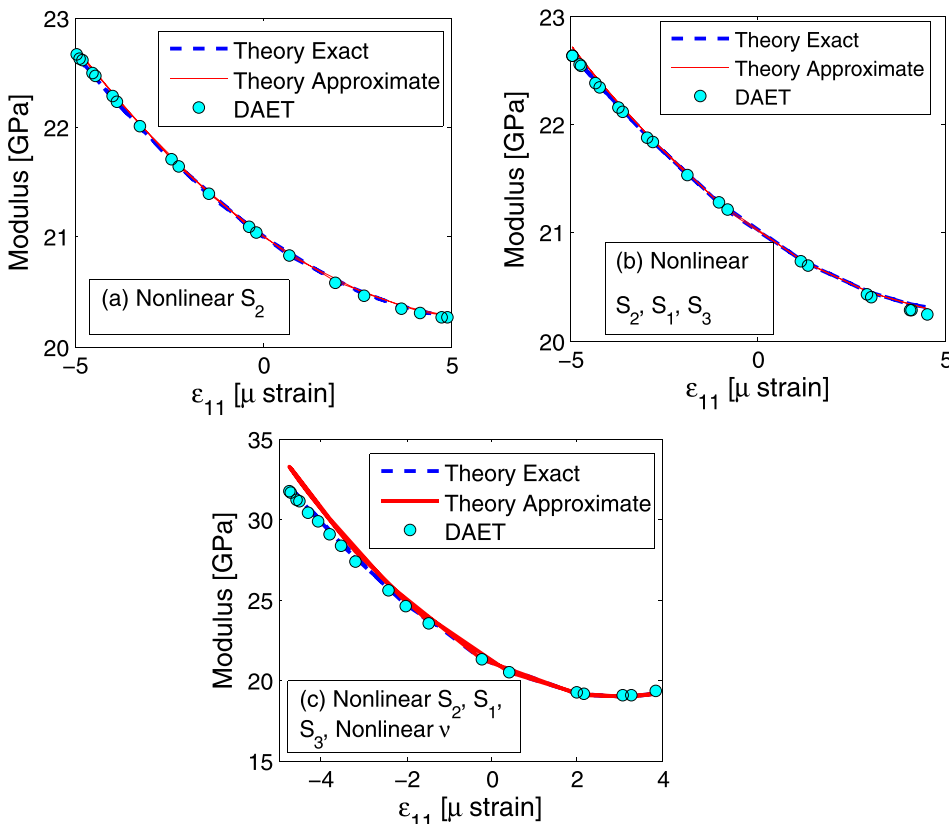 23
22
21
20
Modulus [GPa]
Theory Exact
Theory Approximate
DAET
(a) Nonlinear S2
−5
0
5
ε11 [μ strain]
23
22
21
20
Modulus [GPa]
Theory Exact
Theory Approximate
DAET
(b) Nonlinear
S2, S1, S3
−5
0
5
ε11 [μ strain]
35
30
25
20
15
Modulus [GPa]
Theory Exact
Theory Approximate
DAET
(c) Nonlinear S2, S1,
S3, Nonlinear ν
−4
−2
0
2
4
ε11 [μ strain]